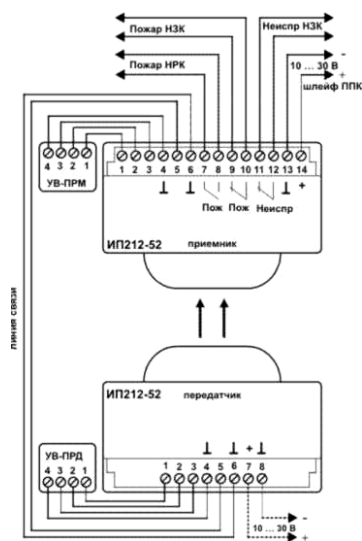 Пожар НЗК
Неиспр НЗК
Пожар НРК
10 ... 30 В
-
+
шлейф ППК
4 3 2 1
УВ-ПРМ
1 2 3 4 5 6 7 8 9 10 11 12 13 14
+
Пож Пож Неиспр
ИП212-52 приемник
линия связи
ИП212-52 передатчик
УВ-ПРД
4 3 2 1
+
1 2 3 4 5 6 7 8
-
10 ... 30 В
+